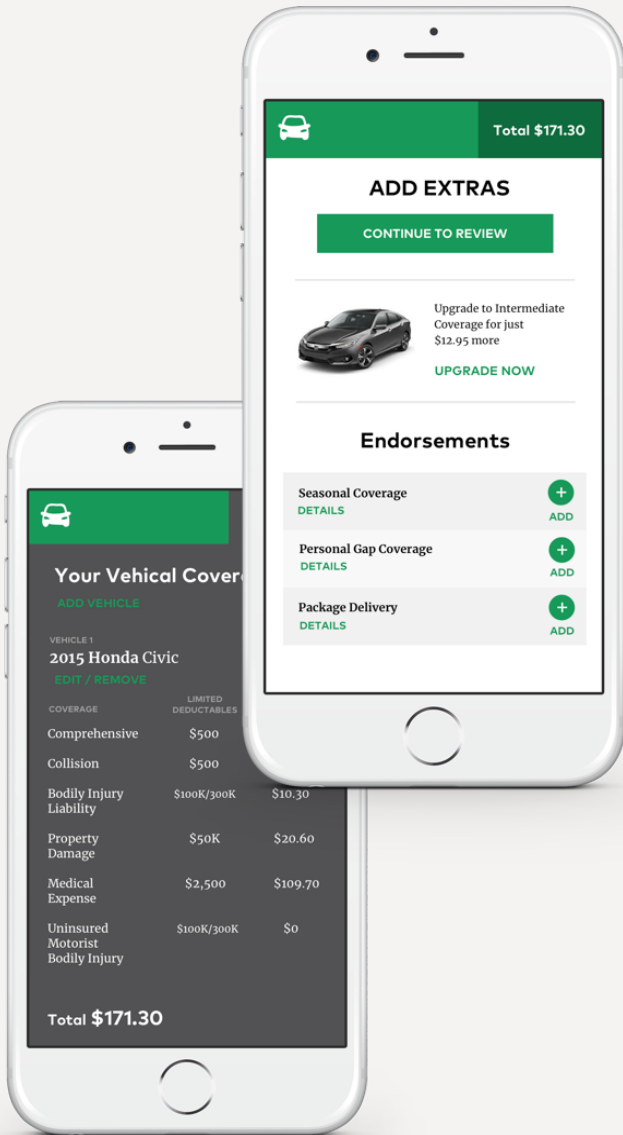 Total $171.30
ADD EXTRAS
CONTINUE TO REVIEW
Upgrade to Intermediate
Coverage for just
$12.95 more
UPGRADE NOW
Endorsements
Seasonal Coverage
DETAILS
ADD
Personal Gap Coverage
DETAILS
ADD
Package Delivery
DETAILS
ADD
Your Vehical Cover
ADD VEHICLE
VEHICLE 1
2015 Honda Civic
EDIT / REMOVE
COVERAGE LIMITED DEDUCTABLES
Comprehensive $500
Collision $500
Bodily Injury $100K/300K $10.30
Liability
Property $50K $20.60
Damage
Medical $2,500 $109.70
Expense
Uninsured $100K/300K $0
Motorist
Bodily Injury
Total $171.30